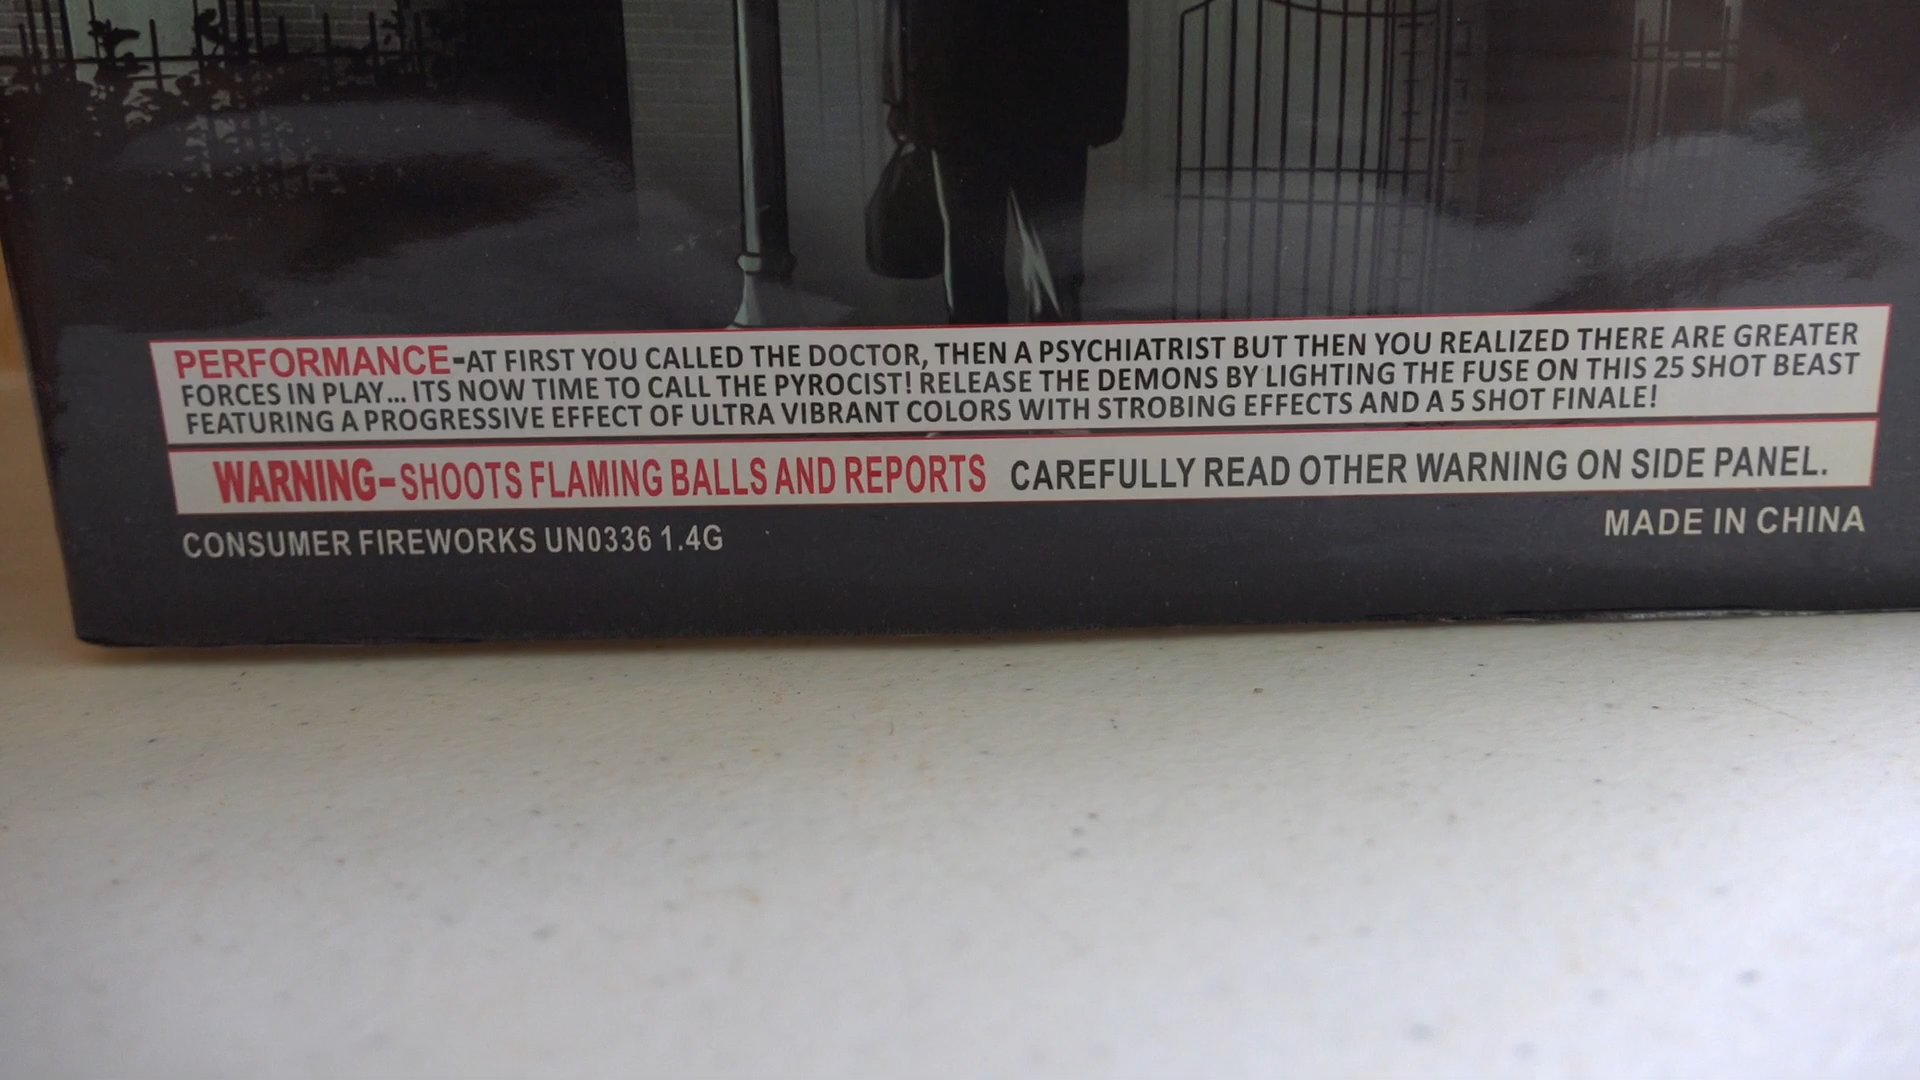 PERFORMANCE-AT FIRST YOU CALLED THE DOCTOR, THEN A PSYCHIATRIST BUT THEN YOU REALIZED THERE ARE GREATER
FORCES IN PLAY... ITS NOW TIME TO CALL THE PYROCIST! RELEASE THE DEMONS BY LIGHTING THE FUSE ON THIS 25 SHOT BEAST
FEATURING A PROGRESSIVE EFFECT OF ULTRA VIBRANT COLORS WITH STROBING EFFECTS AND A 5 SHOT FINALE!
WARNING-SHOOTS FLAMING BALLS AND REPORTS CAREFULLY READ OTHER WARNING ON SIDE PANEL.
CONSUMER FIREWORKS UN0336 1.4G
MADE IN CHINA